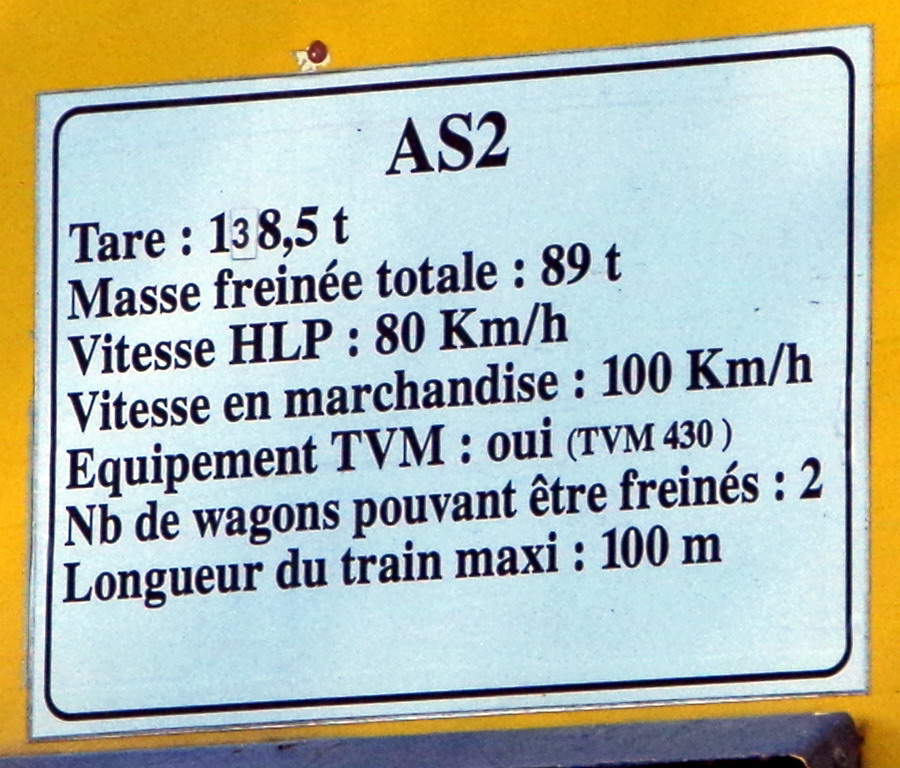 AS2
Tare : 138,5 t
Masse freinée totale : 89 t
Vitesse HLP : 80 Km/h
Vitesse en marchandise : 100 Km/h
Equipement TVM : oui (TVM 430 )
Nb de wagons pouvant être freinés : 2
Longueur du train maxi : 100 m